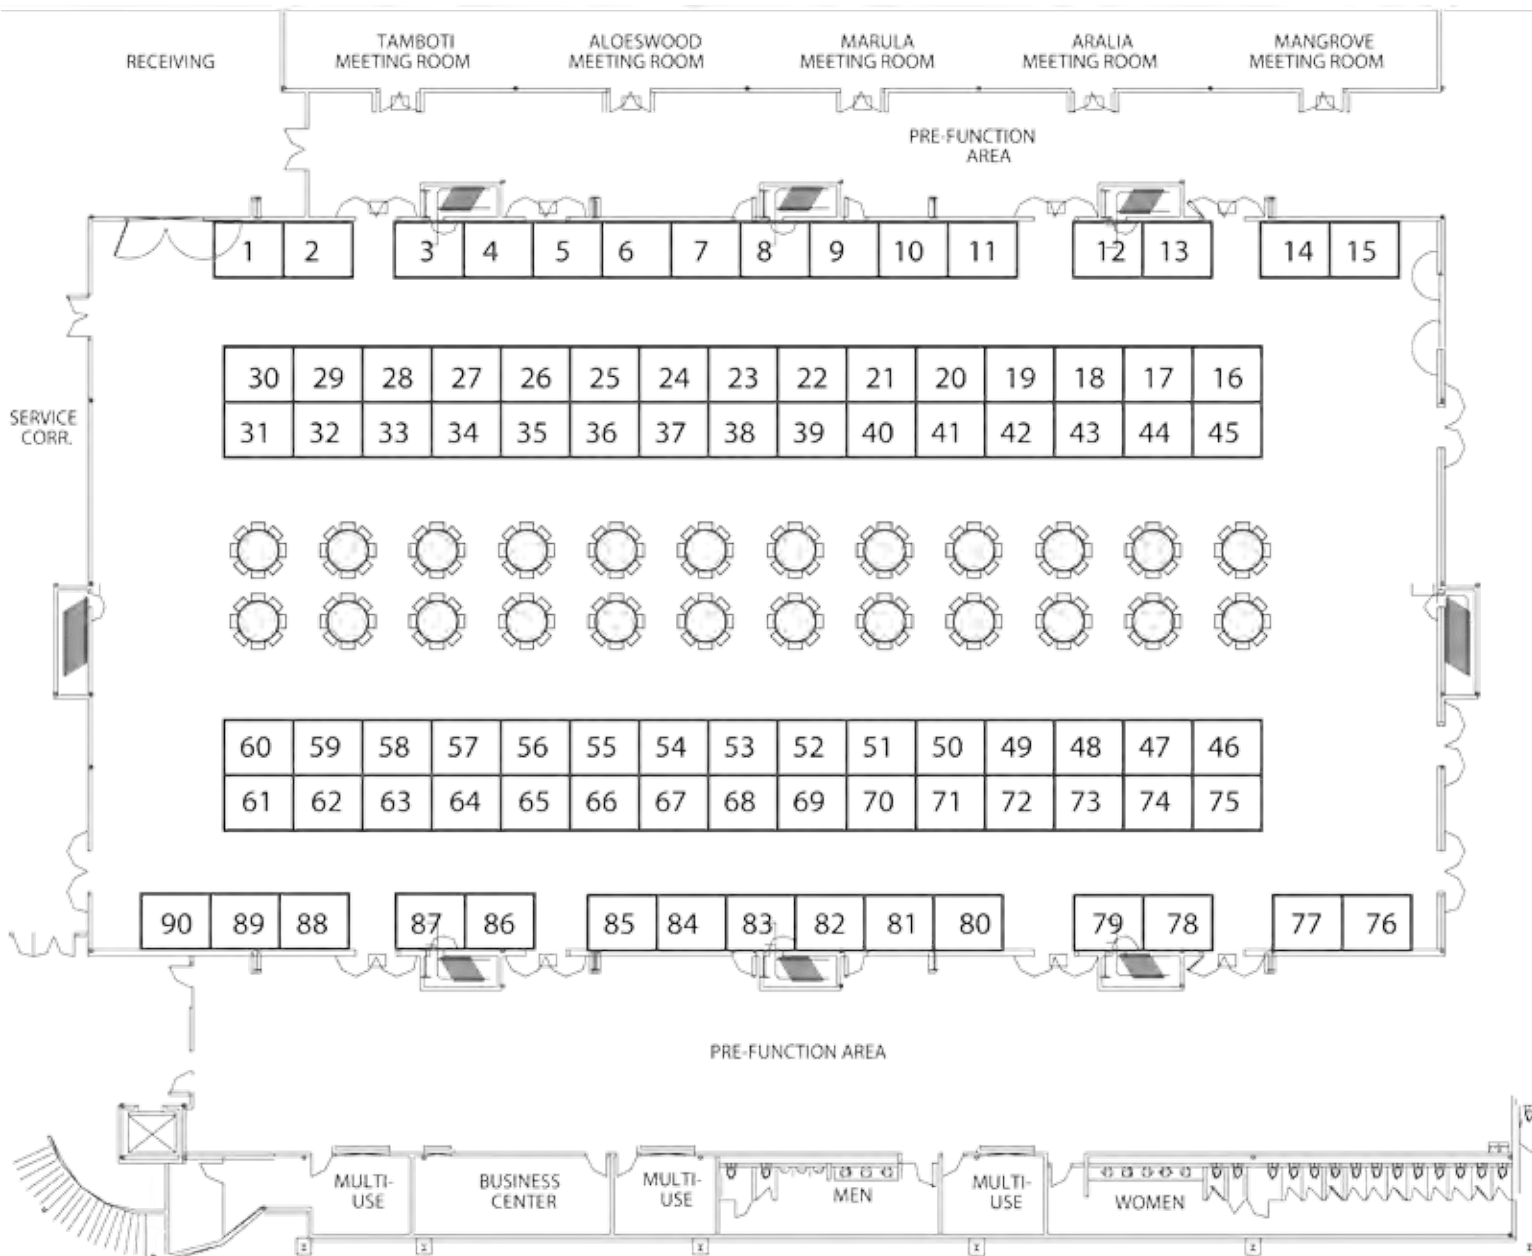 RECEIVING
TAMBOTI
MEETING ROOM
ALOESWOOD
MEETING ROOM
MARULA
MEETING ROOM
ARALIA
MEETING ROOM
MANGROVE
MEETING ROOM
PRE-FUNCTION
AREA
1 2 3 4 5 6 7 8 9 10 11 12 13 14 15
30 29 28 27 26 25 24 23 22 21 20 19 18 17 16
SERVICE
CORR.
31 32 33 34 35 36 37 38 39 40 41 42 43 44 45
60 59 58 57 56 55 54 53 52 51 50 49 48 47 46
61 62 63 64 65 66 67 68 69 70 71 72 73 74 75
90 89 88 87 86 85 84 83 82 81 80 79 78 77 76
PRE-FUNCTION AREA
MULTI-
USE
BUSINESS
CENTER
MULTI-
USE
MEN
MULTI-
USE
WOMEN